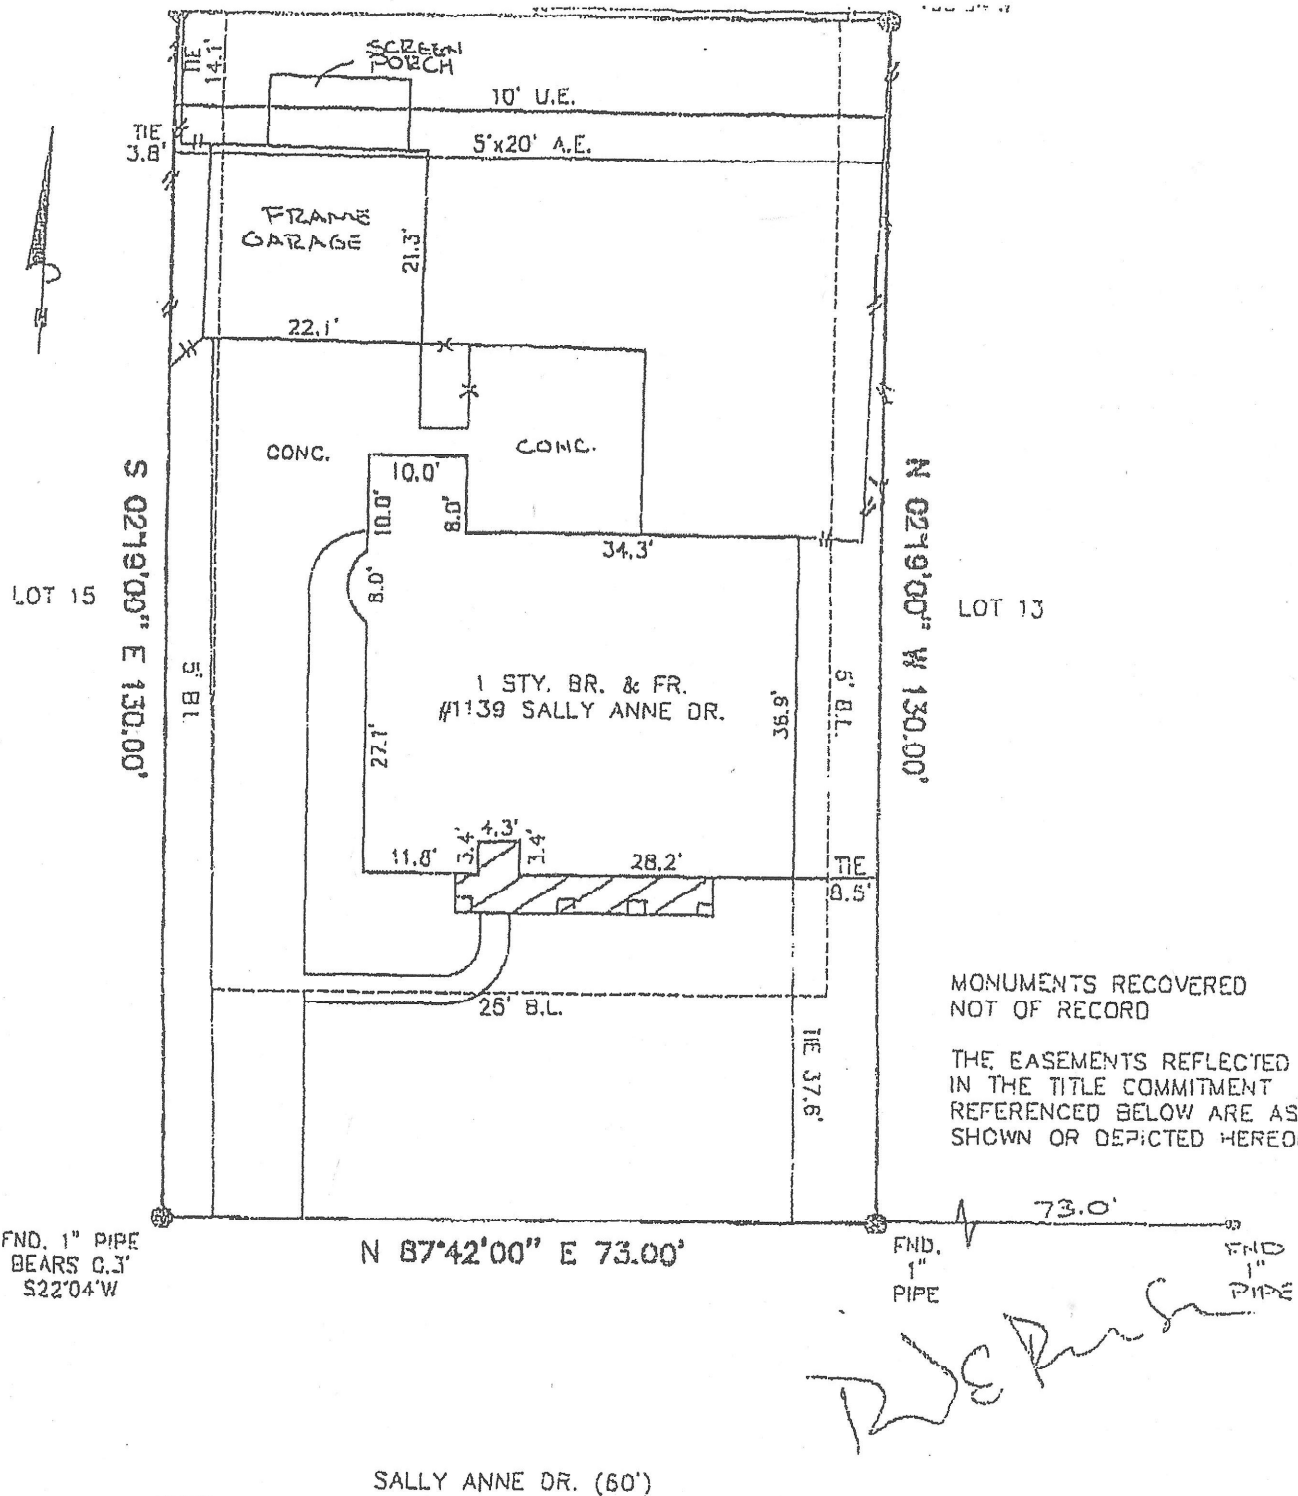 SCREEN
PORCH
TIE
14.1'
10' U.E.
TIE
3.8'
5'x20' A.E.
FRAME
GARAGE
21.3'
22.1'
CONC.
CONC.
10.0'
10.0'
8.0'
34.3'
8.0'
S 02°19'00" E 130.00'
N 02°19'00" W 130.00'
LOT 15
LOT 13
5' B.L.
1 STY. BR. & FR.
#1139 SALLY ANNE DR.
36.9'
5' B.L.
27.1'
11.8'
3.4'
4.3'
3.4'
28.2'
TIE
8.5'
25' B.L.
TIE 37.6'
MONUMENTS RECOVERED
NOT OF RECORD
THE EASEMENTS REFLECTED
IN THE TITLE COMMITMENT
REFERENCED BELOW ARE AS
SHOWN OR DEPICTED HEREO
73.0'
FND. 1" PIPE
BEARS 0.3'
S22°04'W
N 87°42'00" E 73.00'
FND.
1"
PIPE
FND
1"
PIPE
SALLY ANNE DR. (60')